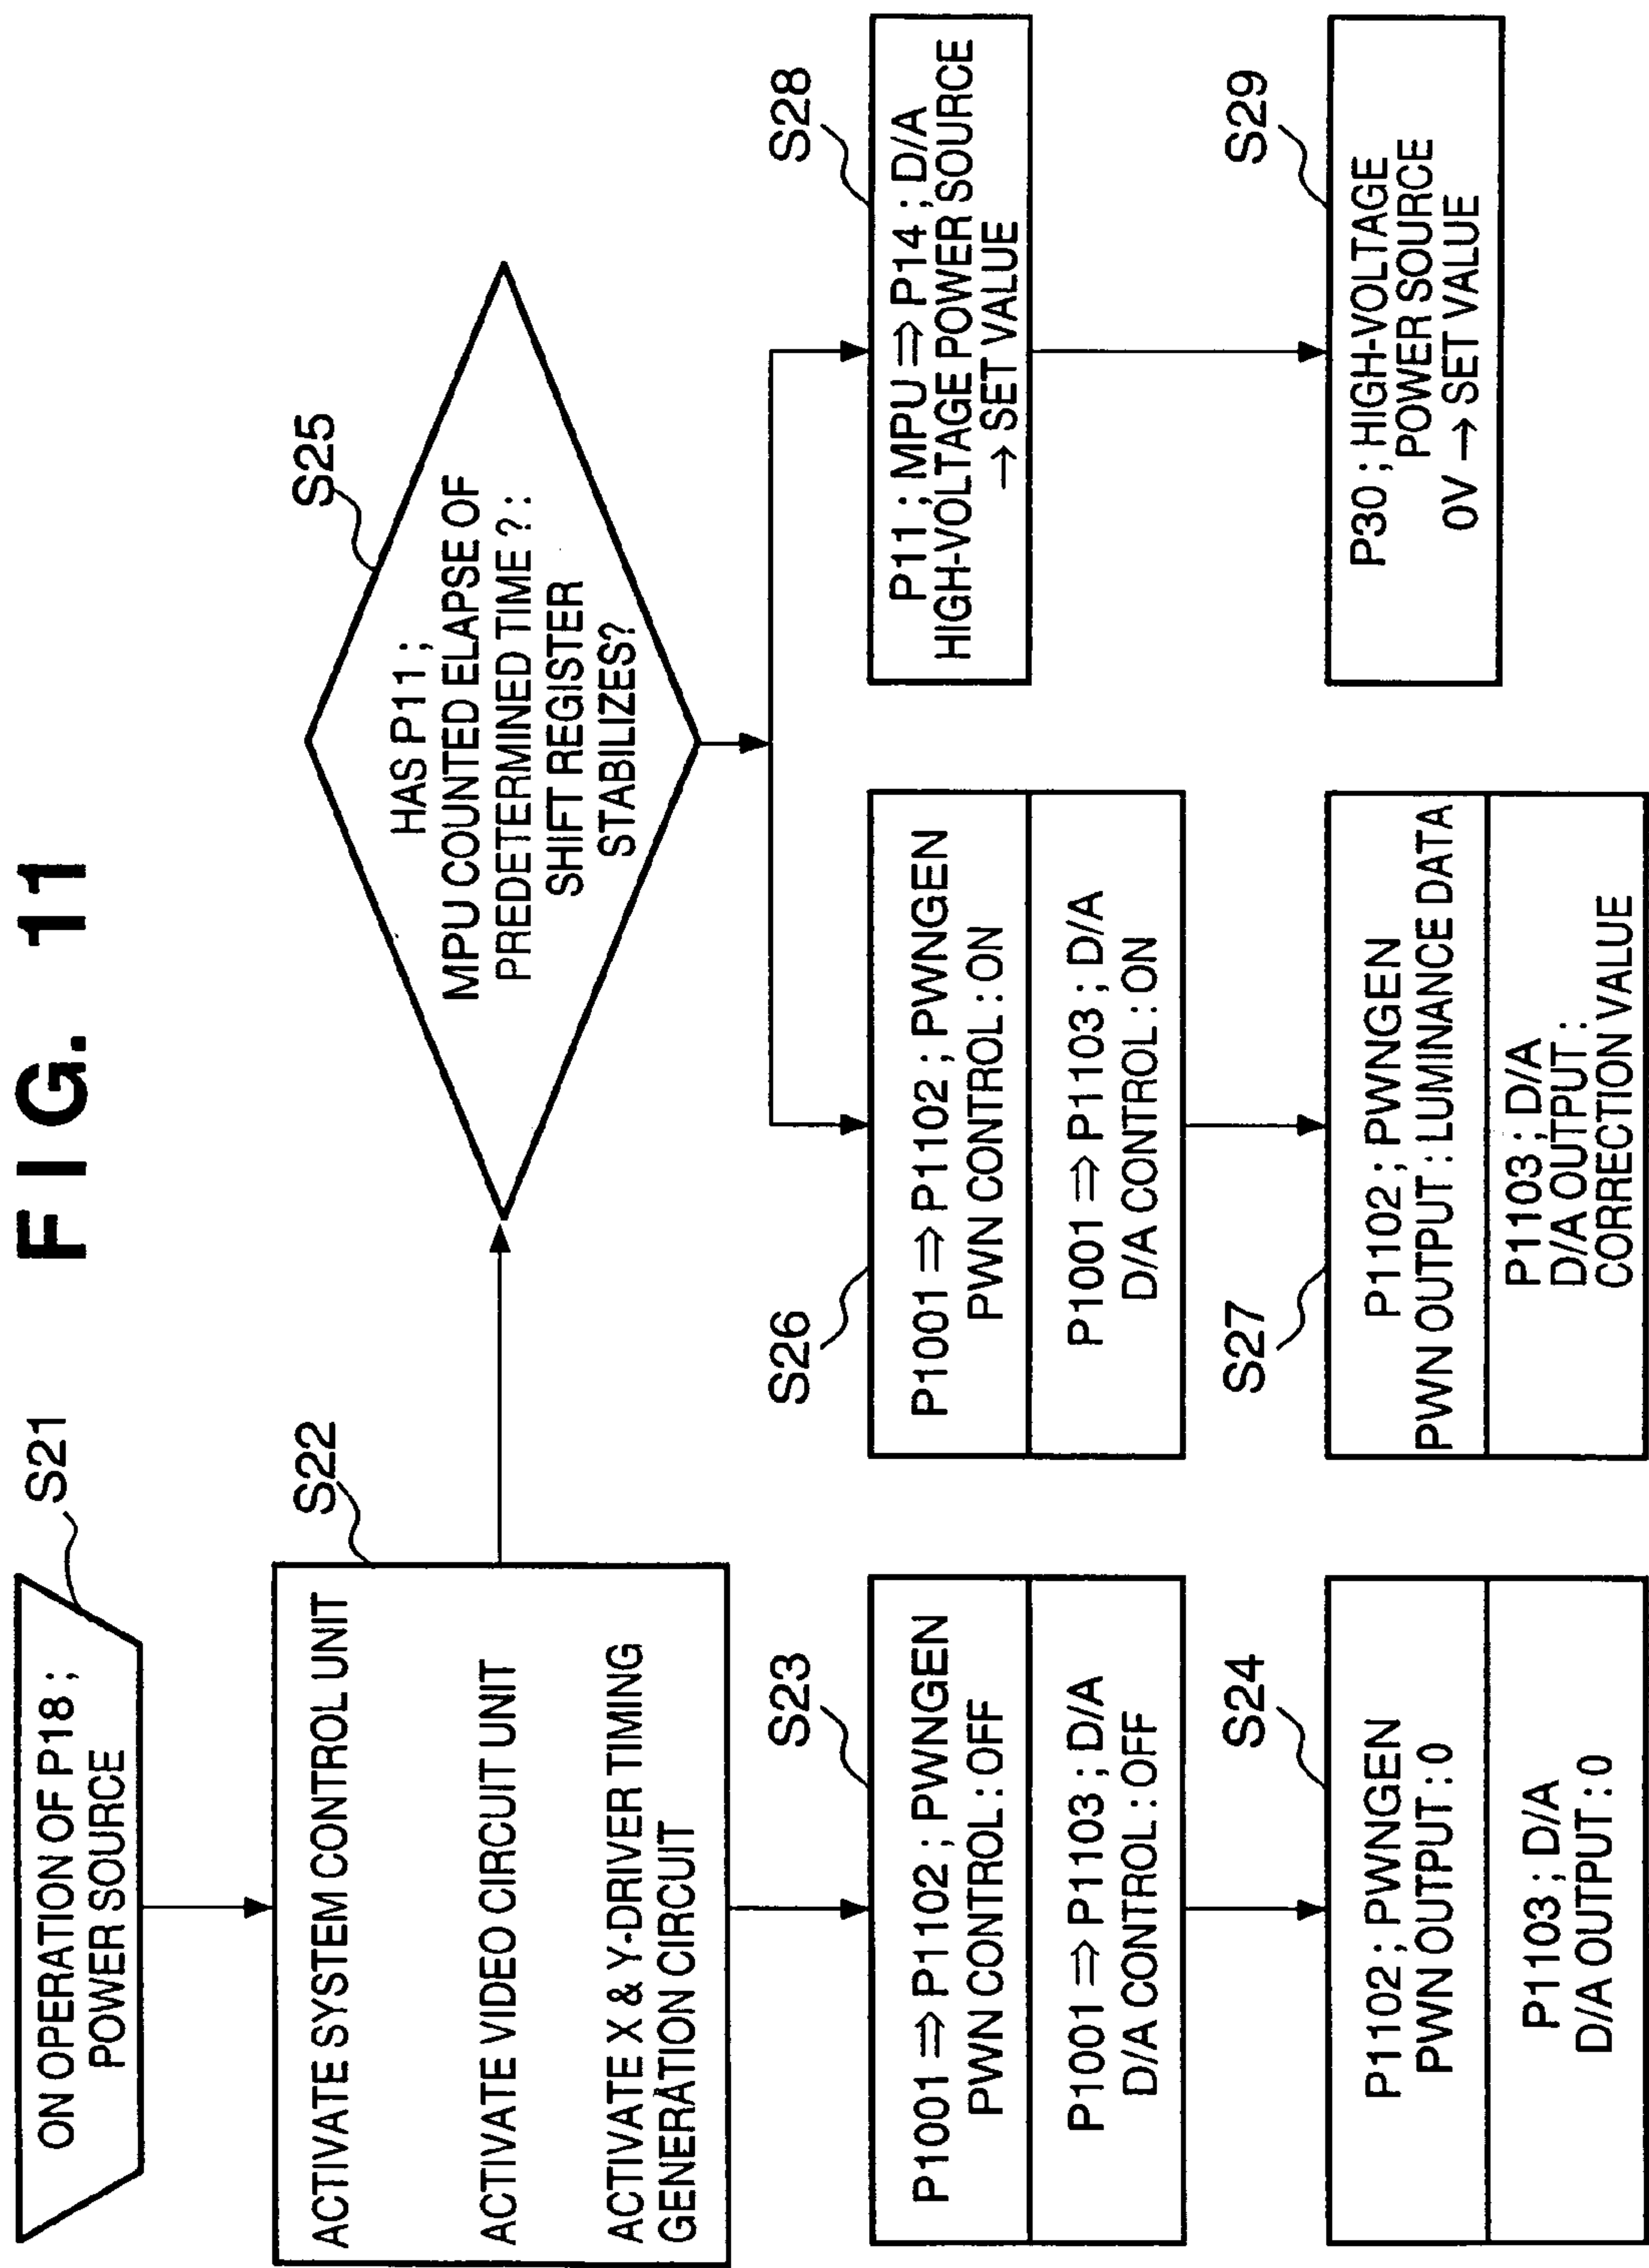 FIG. 11
ON OPERATION OF P18 ;
POWER SOURCE
S21
ACTIVATE SYSTEM CONTROL UNIT
ACTIVATE VIDEO CIRCUIT UNIT
ACTIVATE X & Y-DRIVER TIMING
GENERATION CIRCUIT
S22
P1001 ⇒ P1102 ; PWNGEN
PWN CONTROL : OFF
P1001 ⇒ P1103 ; D/A
D/A CONTROL : OFF
S23
P1102 ; PWNGEN
PWN OUTPUT : 0
P1103 ; D/A
D/A OUTPUT : 0
S24
HAS P11 ;
MPU COUNTED ELAPSE OF
PREDETERMINED TIME ? :
SHIFT REGISTER
STABILIZES?
S25
S26
P1001 ⇒ P1102 ; PWNGEN
PWN CONTROL : ON
P1001 ⇒ P1103 ; D/A
D/A CONTROL : ON
S27
P1102 ; PWNGEN
PWN OUTPUT : LUMINANCE DATA
P1103 ; D/A
D/A OUTPUT :
CORRECTION VALUE
S28
P11 ; MPU ⇒ P14 ; D/A
HIGH-VOLTAGE POWER SOURCE
→ SET VALUE
S29
P30 ; HIGH-VOLTAGE
POWER SOURCE
0V → SET VALUE